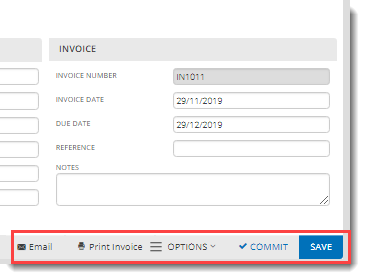 INVOICE
INVOICE NUMBER IN1011
INVOICE DATE 29/11/2019
DUE DATE 29/12/2019
REFERENCE
NOTES
Email Print Invoice OPTIONS COMMIT SAVE